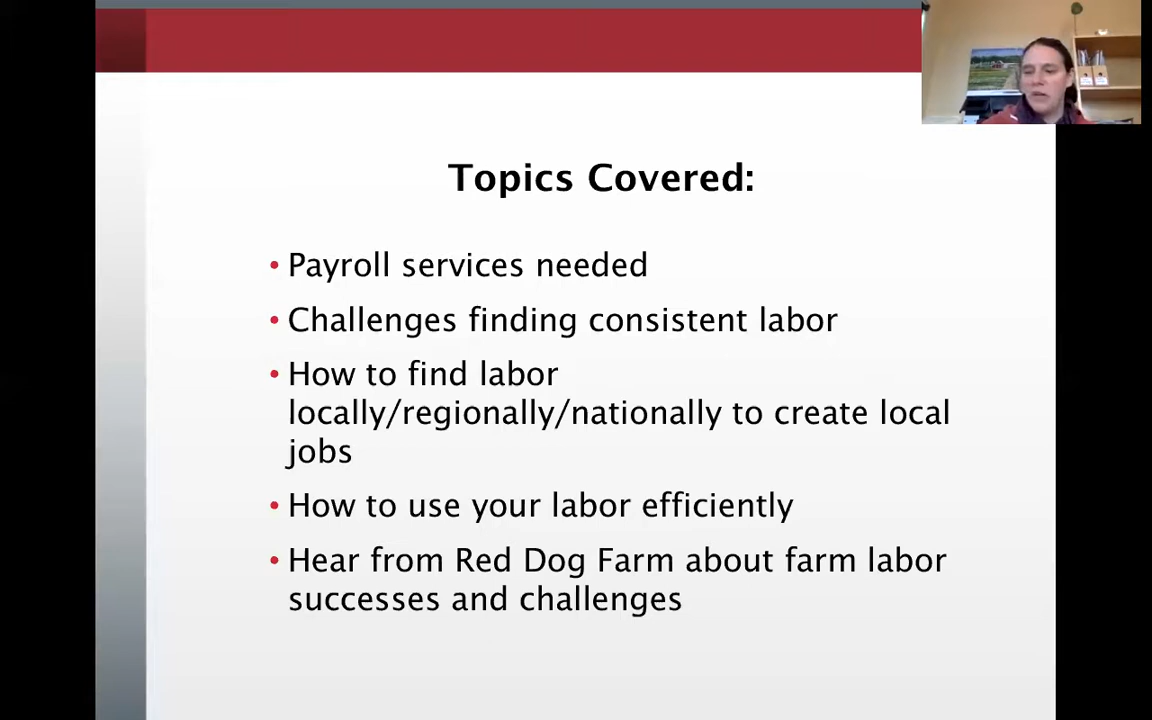 Topics Covered:
• Payroll services needed
• Challenges finding consistent labor
• How to find labor
locally/regionally/nationally to create local
jobs
• How to use your labor efficiently
• Hear from Red Dog Farm about farm labor
successes and challenges